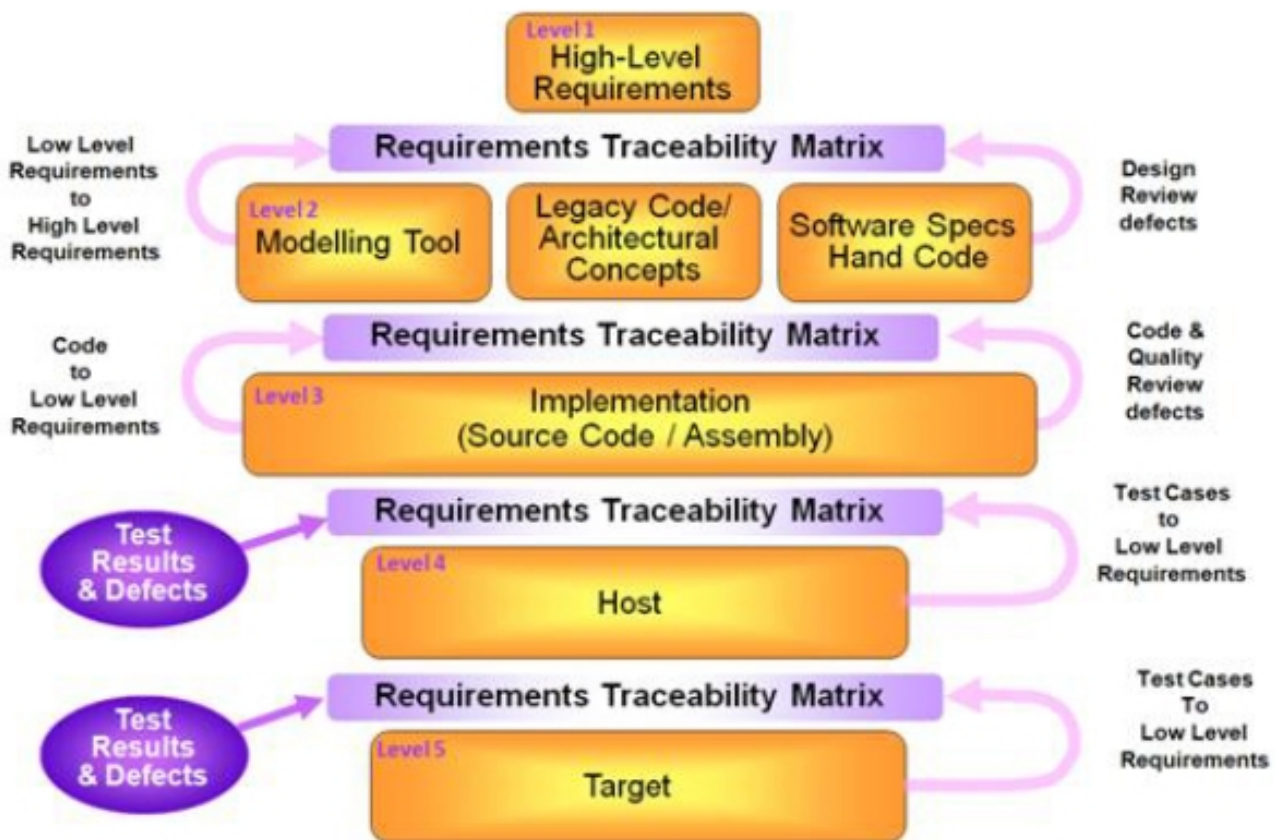 Level 1
High-Level
Requirements
Requirements Traceability Matrix
Low Level
Requirements
to
High Level
Requirements
Design
Review
defects
Level 2
Modelling Tool
Legacy Code/
Architectural
Concepts
Software Specs
Hand Code
Requirements Traceability Matrix
Code
to
Low Level
Requirements
Code &
Quality
Review
defects
Level 3
Implementation
(Source Code / Assembly)
Requirements Traceability Matrix
Test
Results
& Defects
Test Cases
to
Low Level
Requirements
Level 4
Host
Requirements Traceability Matrix
Test
Results
& Defects
Test Cases
To
Low Level
Requirements
Level 5
Target